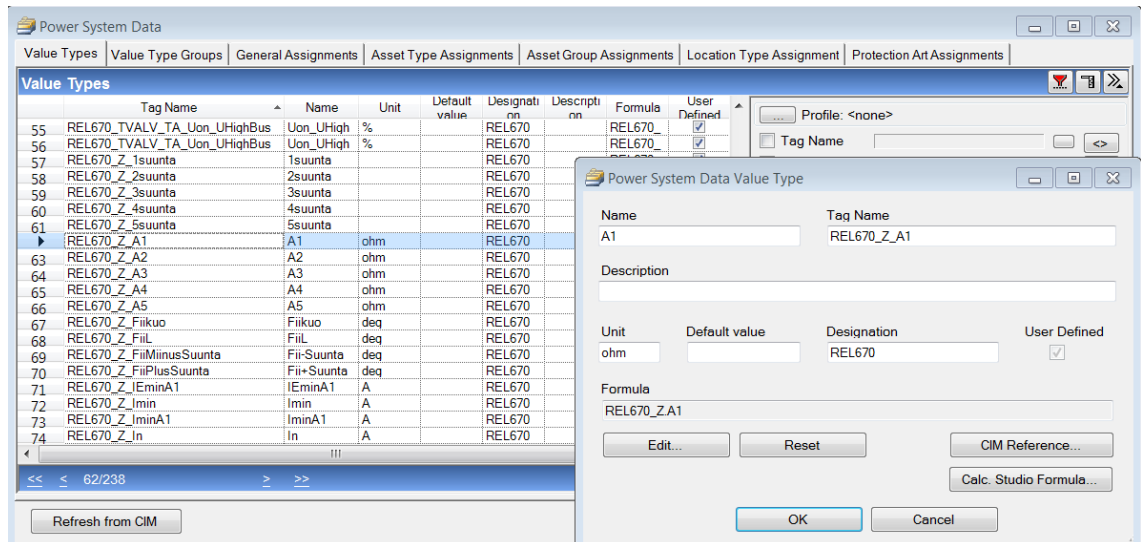 Power System Data
Value Types Value Type Groups General Assignments Asset Type Assignments Asset Group Assignments Location Type Assignment Protection Art Assignments
Value Types
Tag Name Name Unit Default value Designati on Descripti on Formula User Defined
55 REL670_TVALV_TA_Uon_UHighBus Uon_UHigh % REL670 REL670_
56 REL670_TVALV_TA_Uon_UHighBus Uon_UHigh % REL670 REL670_
57 REL670_Z_1suunta 1suunta REL670
58 REL670_Z_2suunta 2suunta REL670
59 REL670_Z_3suunta 3suunta REL670
60 REL670_Z_4suunta 4suunta REL670
61 REL670_Z_5suunta 5suunta REL670
REL670_Z_A1 A1 ohm REL670
63 REL670_Z_A2 A2 ohm REL670
64 REL670_Z_A3 A3 ohm REL670
65 REL670_Z_A4 A4 ohm REL670
66 REL670_Z_A5 A5 ohm REL670
67 REL670_Z_Fiikuo Fiikuo deg REL670
68 REL670_Z_FiiL FiiL deg REL670
69 REL670_Z_FiiMiinusSuunta Fii-Suunta deg REL670
70 REL670_Z_FiiPlusSuunta Fii+Suunta deg REL670
71 REL670_Z_IEminA1 IEminA1 A REL670
72 REL670_Z_Imin Imin A REL670
73 REL670_Z_IminA1 IminA1 A REL670
74 REL670_Z_In In A REL670
<< < 62/238 > >>
Refresh from CIM
... Profile: <none>
Tag Name <>
Power System Data Value Type
Name Tag Name
A1 REL670_Z_A1
Description
Unit Default value Designation User Defined
ohm REL670
Formula
REL670_Z.A1
Edit... Reset CIM Reference...
Calc. Studio Formula...
OK Cancel